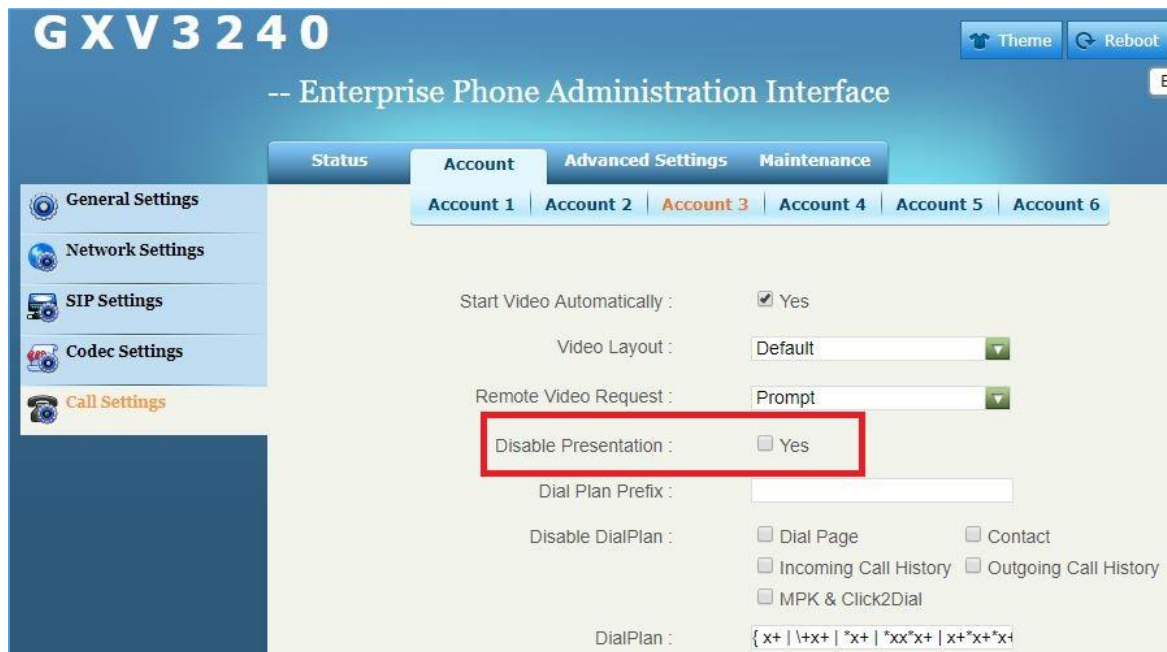 GXV3240
Theme Reboot
E
-- Enterprise Phone Administration Interface
Status Account Advanced Settings Maintenance
General Settings
Account 1 Account 2 Account 3 Account 4 Account 5 Account 6
Network Settings
SIP Settings
Start Video Automatically : Yes
Codec Settings
Video Layout : Default
Call Settings
Remote Video Request : Prompt
Disable Presentation : Yes
Dial Plan Prefix :
Disable DialPlan : Dial Page Contact
Incoming Call History Outgoing Call History
MPK & Click2Dial
DialPlan : { x+ | \+x+ | *x+ | *xx*x+ | x+*x+*x+